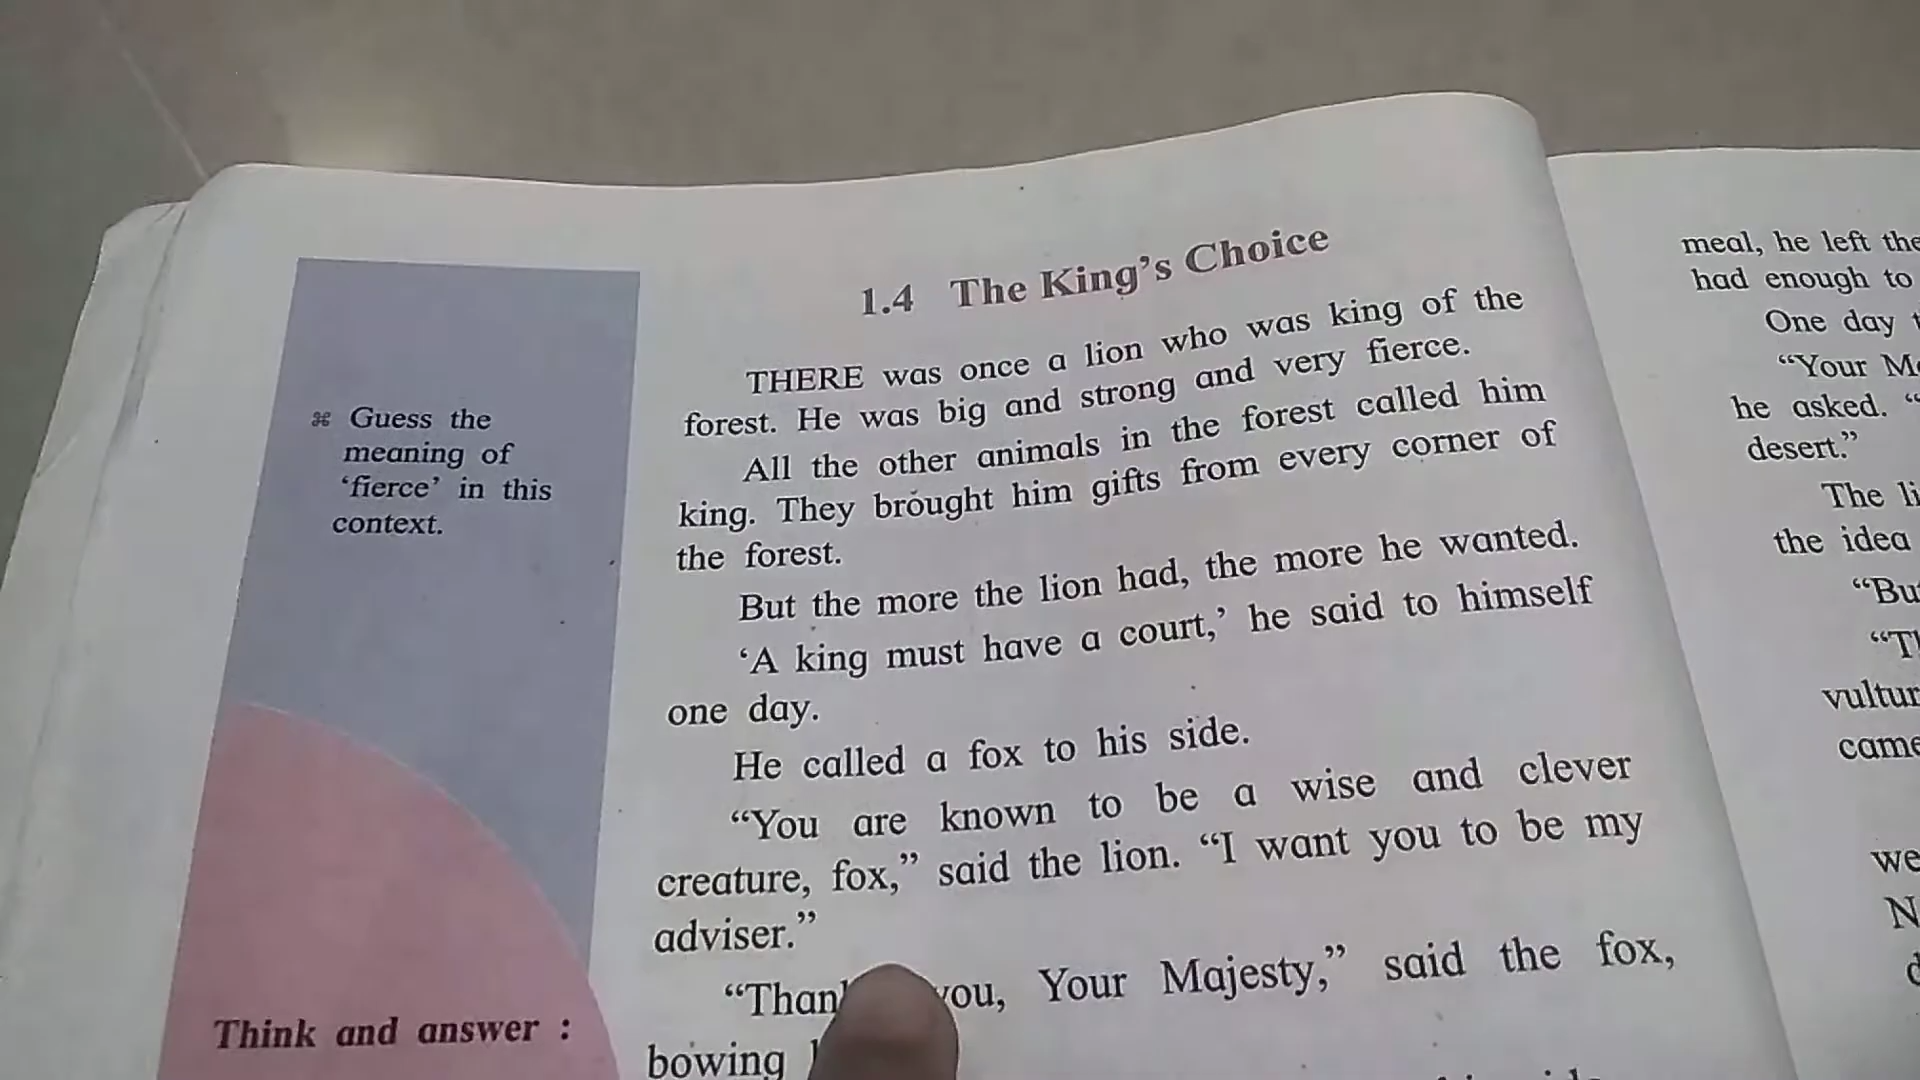 ⌘ Guess the
meaning of
‘fierce’ in this
context.
Think and answer :
1.4 The King’s Choice
THERE was once a lion who was king of the
forest. He was big and strong and very fierce.
All the other animals in the forest called him
king. They brought him gifts from every corner of
the forest.
But the more the lion had, the more he wanted.
‘A king must have a court,’ he said to himself
one day.
He called a fox to his side.
“You are known to be a wise and clever
creature, fox,” said the lion. “I want you to be my
adviser.”
you, Your Majesty,” said the fox,
bowing
meal, he left the
had enough to
One day
“Your
he asked. “
desert.”
The
the idea
came